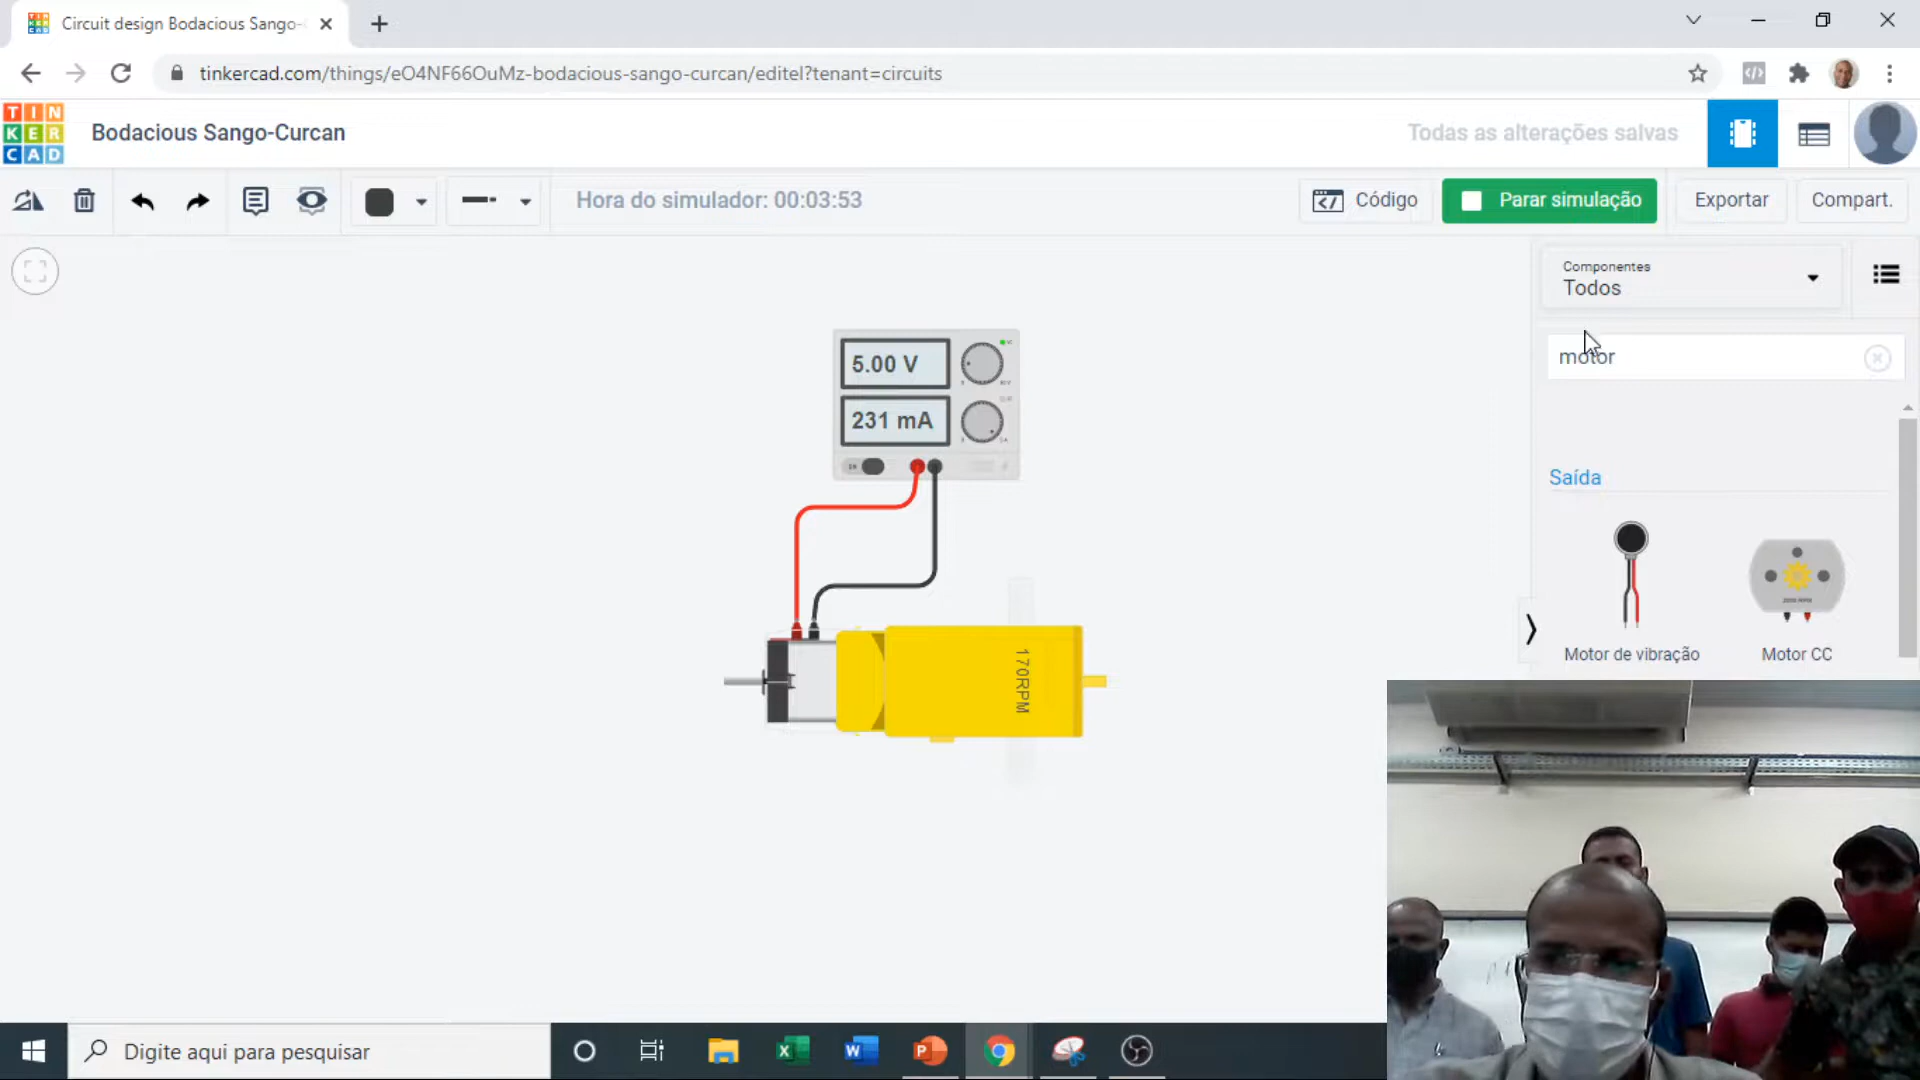 Circuit design Bodacious Sango-
tinkercad.com/things/eO4NF66OuMz-bodacious-sango-curcan/editel?tenant=circuits
TIN
KER
CAD
Bodacious Sango-Curcan
Todas as alterações salvas
Hora do simulador: 00:03:53
Código
Parar simulação
Exportar
Compart.
Componentes
Todos
motor
5.00 V
231 mA
Saída
170RPM
Motor de vibração
Motor CC
Digite aqui para pesquisar